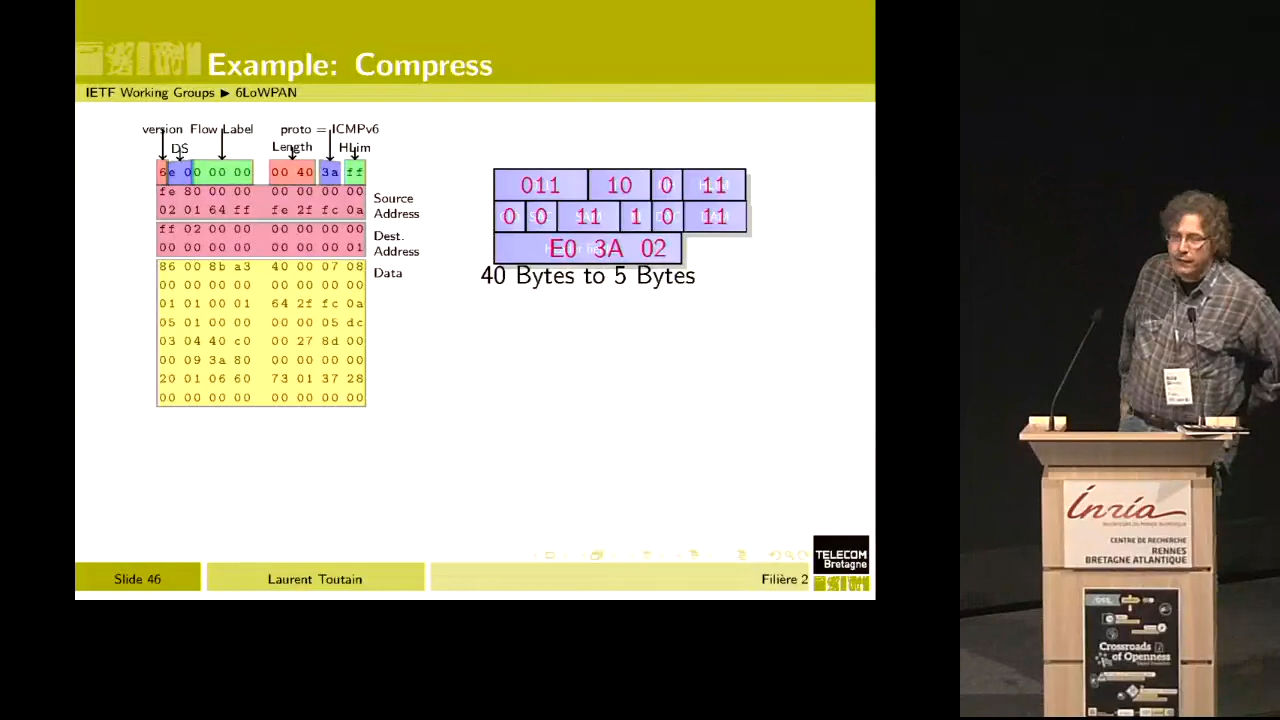 Example: Compress
IETF Working Groups ▶ 6LoWPAN
version Flow Label proto = ICMPv6
DS Length HLim
6e 00 00 00 00 40 3a ff
fe 80 00 00 00 00 00 00
02 01 64 ff fe 2f fc 0a
Source
Address
ff 02 00 00 00 00 00 00
00 00 00 00 00 00 00 01
Dest.
Address
86 00 8b a3 40 00 07 08
Data
00 00 00 00 00 00 00 00
01 01 00 01 64 2f fc 0a
05 01 00 00 00 00 05 dc
03 04 40 c0 00 27 8d 00
00 09 3a 80 00 00 00 00
20 01 06 60 73 01 37 28
00 00 00 00 00 00 00 00
011 10 0 11
0 0 11 1 0 11
E0 3A 02
40 Bytes to 5 Bytes
Slide 46
Laurent Toutain
Filière 2
TELECOM
Bretagne
Inria
CENTRE DE RECHERCHE
RENNES
BRETAGNE ATLANTIQUE
Crossroads
of Openness